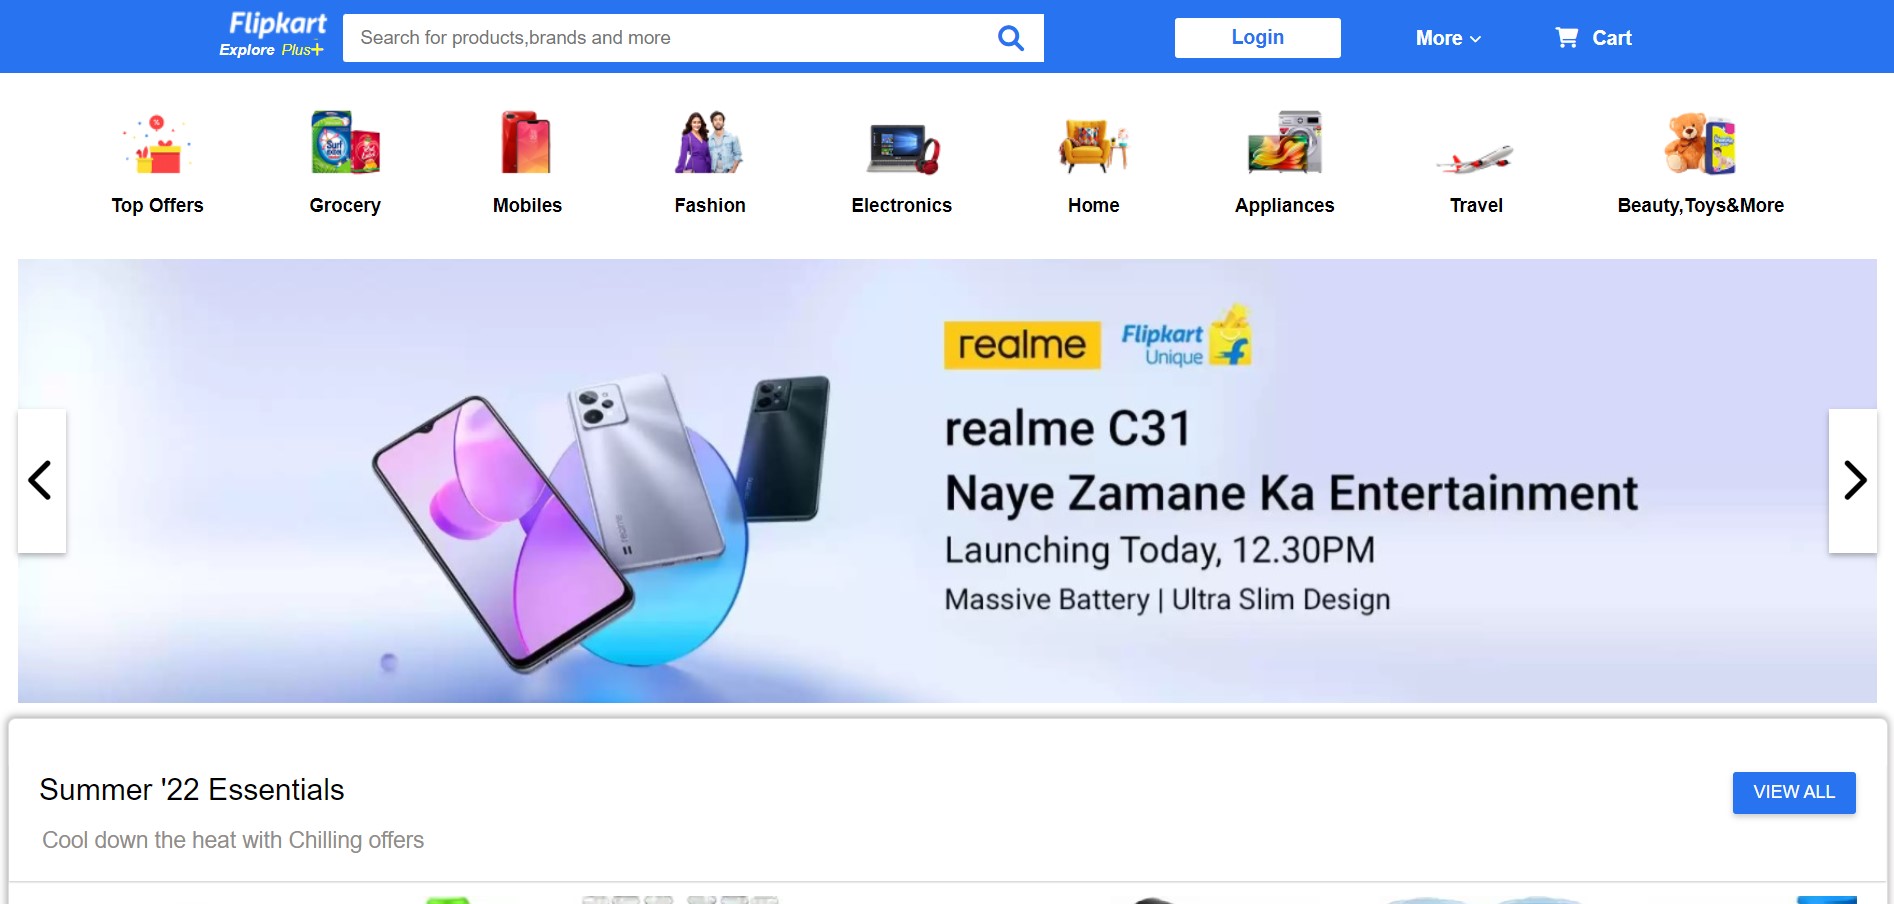 Flipkart
Explore Plus+
Search for products,brands and more
Login
More
Cart
Top Offers
Grocery
Mobiles
Fashion
Electronics
Home
Appliances
Travel
Beauty,Toys&More
realme
Flipkart
Unique
realme C31
Naye Zamane Ka Entertainment
Launching Today, 12.30PM
Massive Battery | Ultra Slim Design
realme
Summer '22 Essentials
VIEW ALL
Cool down the heat with Chilling offers